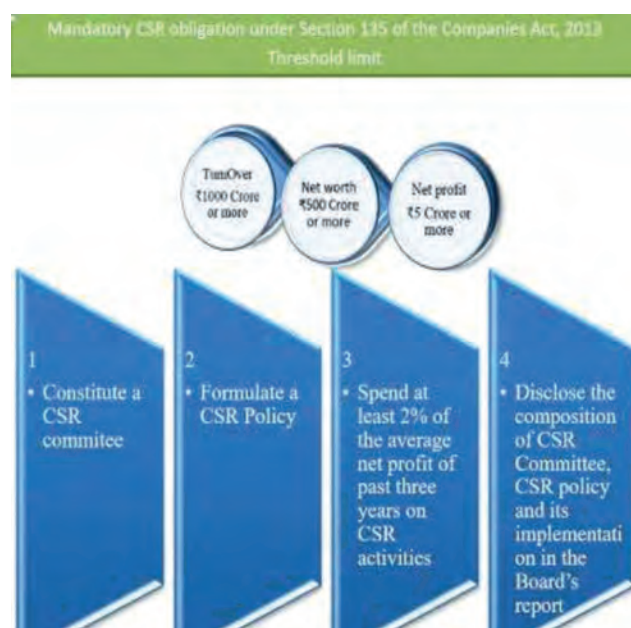 Mandatory CSR obligation under Section 135 of the Companies Act, 2013
Threshold limit
TurnOver
₹1000 Crore
or more
Net worth
₹500 Crore
or more
Net profit
₹5 Crore or
more
1
• Constitute a
CSR
commitee
2
• Formulate a
CSR Policy
3
• Spend at
least 2% of
the average
net profit of
past three
years on
CSR
activities
4
• Disclose the
composition
of CSR
Committee,
CSR policy
and its
implementati
on in the
Board's
report